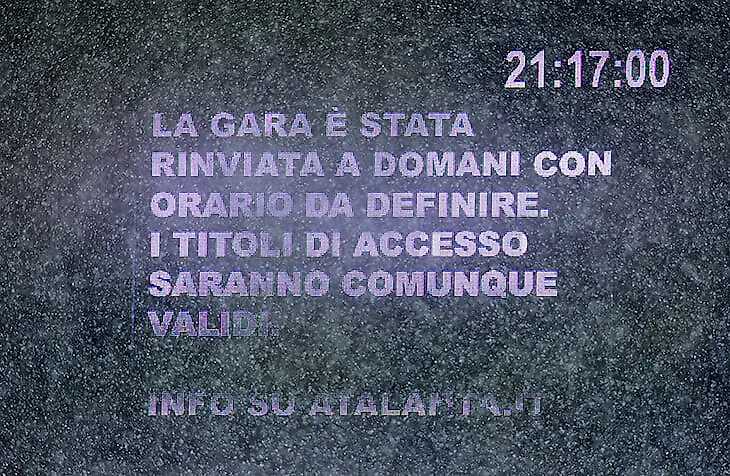 21:17:00
LA GARA È STATA
RINVIATA A DOMANI CON
ORARIO DA DEFINIRE.
I TITOLI DI ACCESSO
SARANNO COMUNQUE
VALIDI.
INFO SU ATALANTA.IT